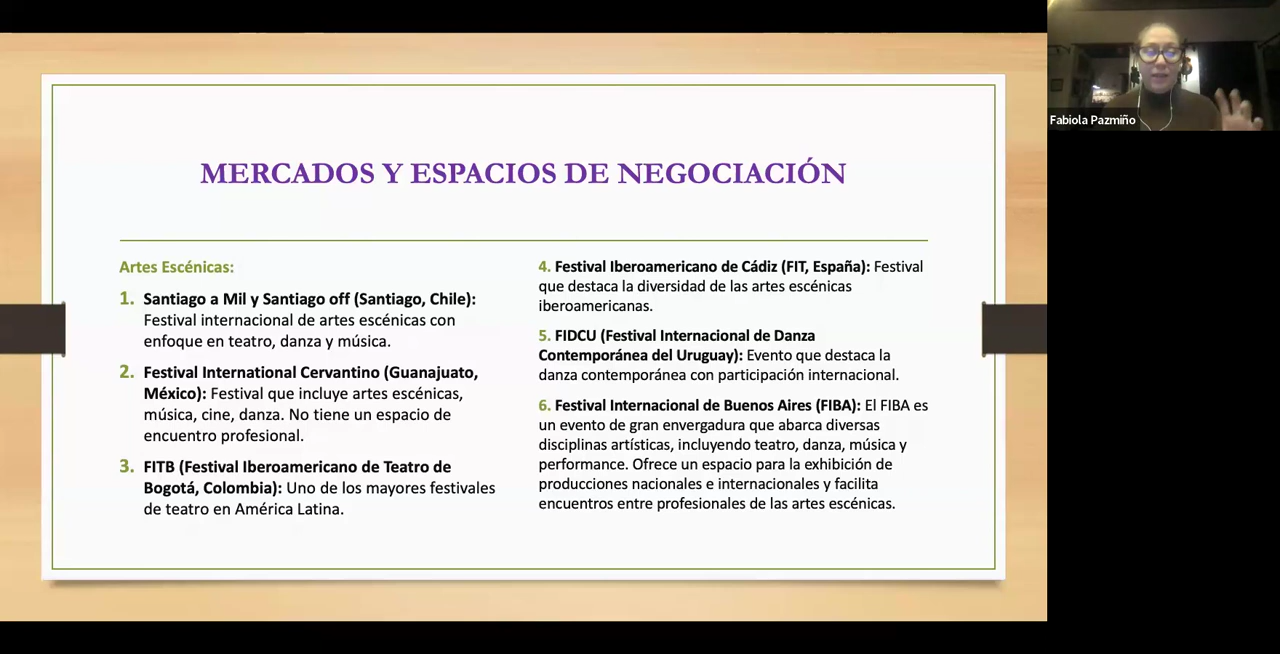 MERCADOS Y ESPACIOS DE NEGOCIACIÓN
Artes Escénicas:
1. Santiago a Mil y Santiago off (Santiago, Chile):
Festival internacional de artes escénicas con
enfoque en teatro, danza y música.
2. Festival International Cervantino (Guanajuato,
México): Festival que incluye artes escénicas,
música, cine, danza. No tiene un espacio de
encuentro profesional.
3. FITB (Festival Iberoamericano de Teatro de
Bogotá, Colombia): Uno de los mayores festivales
de teatro en América Latina.
4. Festival Iberoamericano de Cádiz (FIT, España): Festival
que destaca la diversidad de las artes escénicas
iberoamericanas.
5. FIDCU (Festival Internacional de Danza
Contemporánea del Uruguay): Evento que destaca la
danza contemporánea con participación internacional.
6. Festival Internacional de Buenos Aires (FIBA): El FIBA es
un evento de gran envergadura que abarca diversas
disciplinas artísticas, incluyendo teatro, danza, música y
performance. Ofrece un espacio para la exhibición de
producciones nacionales e internacionales y facilita
encuentros entre profesionales de las artes escénicas.
Fabiola Pazmiño